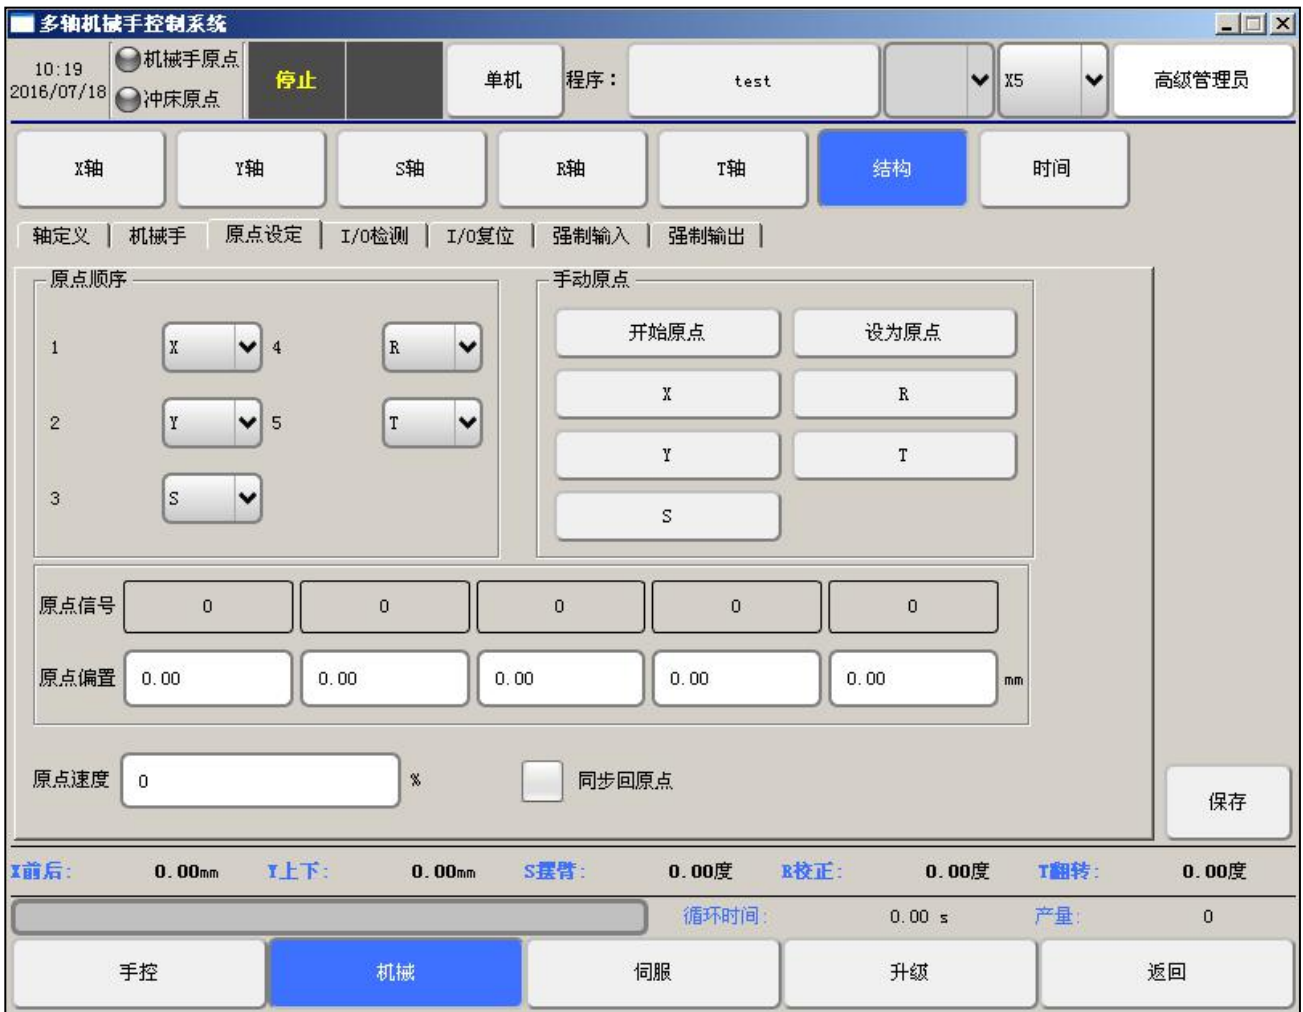 多轴机械手控制系统
10:19
2016/07/18
机械手原点
冲床原点
停止
单机
程序：
test
X5
高级管理员
X轴 Y轴 S轴 R轴 T轴 结构 时间
轴定义 机械手 原点设定 I/O检测 I/O复位 强制输入 强制输出
原点顺序 手动原点
1 X 4 R 开始原点 设为原点
X R
2 Y 5 T
Y T
3 S
S
原点信号 0 0 0 0 0
原点偏置 0.00 0.00 0.00 0.00 0.00 mm
原点速度 0 % 同步回原点
保存
X前后: 0.00mm Y上下: 0.00mm S摆臂: 0.00度 R校正: 0.00度 T翻转: 0.00度
循环时间: 0.00 s 产量: 0
手控 机械 伺服 升级 返回